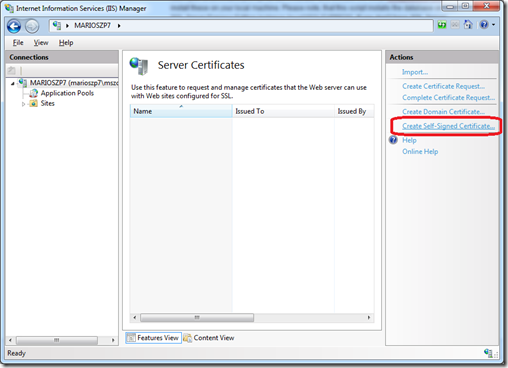 Internet Information Services (IIS) Manager
MARIOSZP7
File View Help
Connections
MARIOSZP7 (marioszp7\mszc
Application Pools
Sites
Server Certificates
Use this feature to request and manage certificates that the Web server can use
with Web sites configured for SSL.
Name Issued To Issued By
Features View Content View
Actions
Import...
Create Certificate Request...
Complete Certificate Request...
Create Domain Certificate...
Create Self-Signed Certificate...
Help
Online Help
Ready